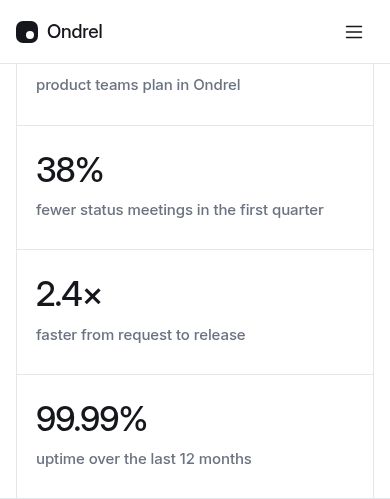 Ondrel
product teams plan in Ondrel
38%
fewer status meetings in the first quarter
2.4×
faster from request to release
99.99%
uptime over the last 12 months